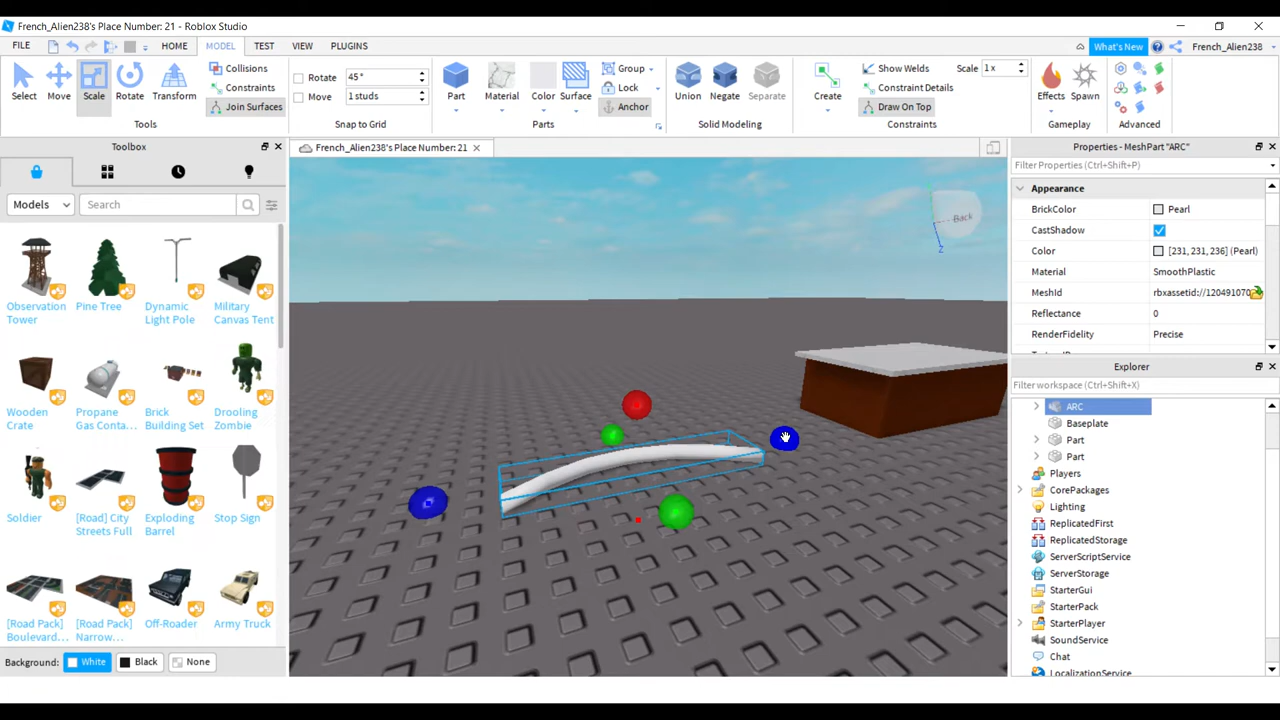 French_Alien238's Place Number: 21 - Roblox Studio
FILE HOME MODEL TEST VIEW PLUGINS What's New French_Alien238
Select Move Scale Rotate Transform
Collisions
Constraints
Join Surfaces
Tools
Rotate 45°
Move 1 studs
Snap to Grid
Part Material Color Surface
Group
Lock
Anchor
Parts
Union Negate Separate
Solid Modeling
Create
Show Welds Scale 1 x
Constraint Details
Draw On Top
Constraints
Effects Spawn
Gameplay
Advanced
Toolbox
Models Search
Observation Tower
Pine Tree
Dynamic Light Pole
Military Canvas Tent
Wooden Crate
Propane Gas Conta...
Brick Building Set
Drooling Zombie
Soldier
[Road] City Streets Full
Exploding Barrel
Stop Sign
[Road Pack] Boulevard...
[Road Pack] Narrow...
Off-Roader
Army Truck
Background: White Black None
French_Alien238's Place Number: 21
Back
Z
Properties - MeshPart "ARC"
Filter Properties (Ctrl+Shift+P)
Appearance
BrickColor Pearl
CastShadow
Color [231, 231, 236] (Pearl)
Material SmoothPlastic
MeshId rbxassetid://120491070
Reflectance 0
RenderFidelity Precise
Explorer
Filter workspace (Ctrl+Shift+X)
ARC
Baseplate
Part
Part
Players
CorePackages
Lighting
ReplicatedFirst
ReplicatedStorage
ServerScriptService
ServerStorage
StarterGui
StarterPack
StarterPlayer
SoundService
Chat
LocalizationService